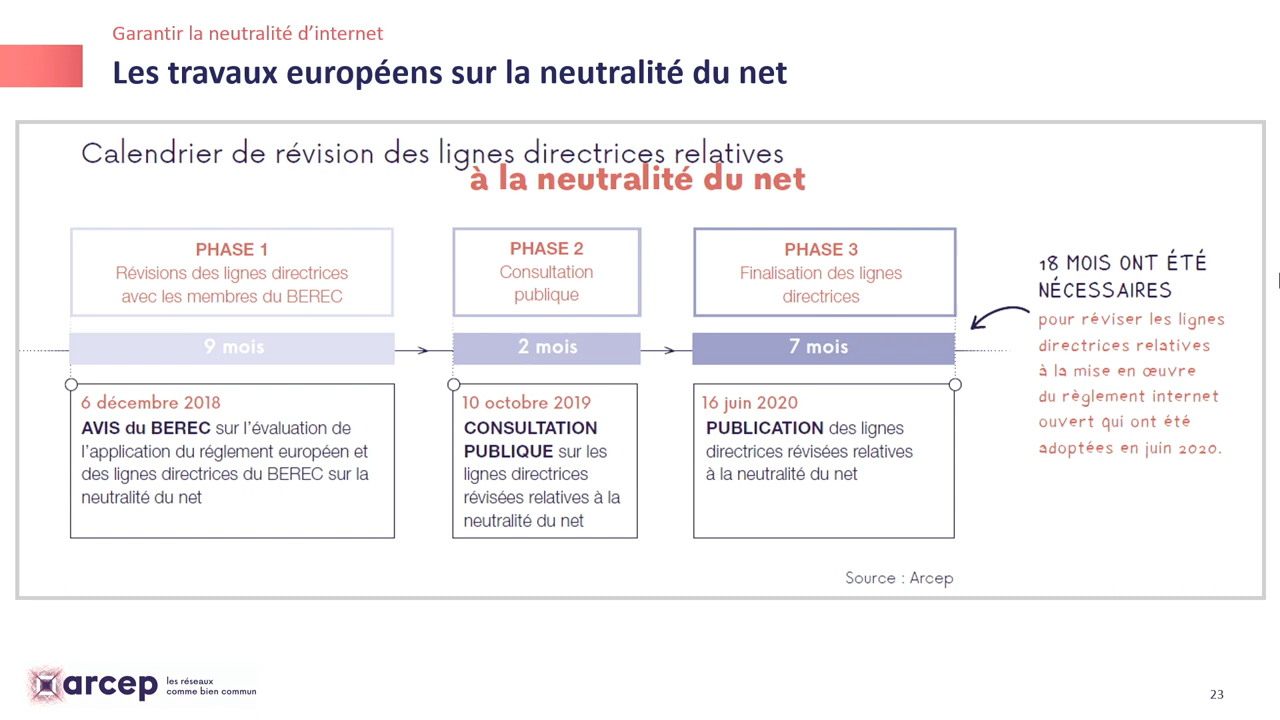 Garantir la neutralité d’internet
Les travaux européens sur la neutralité du net
Calendrier de révision des lignes directrices relatives
à la neutralité du net
PHASE 1
Révisions des lignes directrices
avec les membres du BEREC
PHASE 2
Consultation
publique
PHASE 3
Finalisation des lignes
directrices
9 mois
2 mois
7 mois
6 décembre 2018
AVIS du BEREC sur l’évaluation de
l’application du réglement européen et
des lignes directrices du BEREC sur la
neutralité du net
10 octobre 2019
CONSULTATION
PUBLIQUE sur les
lignes directrices
révisées relatives à la
neutralité du net
16 juin 2020
PUBLICATION des lignes
directrices révisées relatives
à la neutralité du net
18 MOIS ONT ÉTÉ
NÉCESSAIRES
pour réviser les lignes
directrices relatives
à la mise en œuvre
du règlement internet
ouvert qui ont été
adoptées en juin 2020.
Source : Arcep
arcep
les réseaux
comme bien commun
23